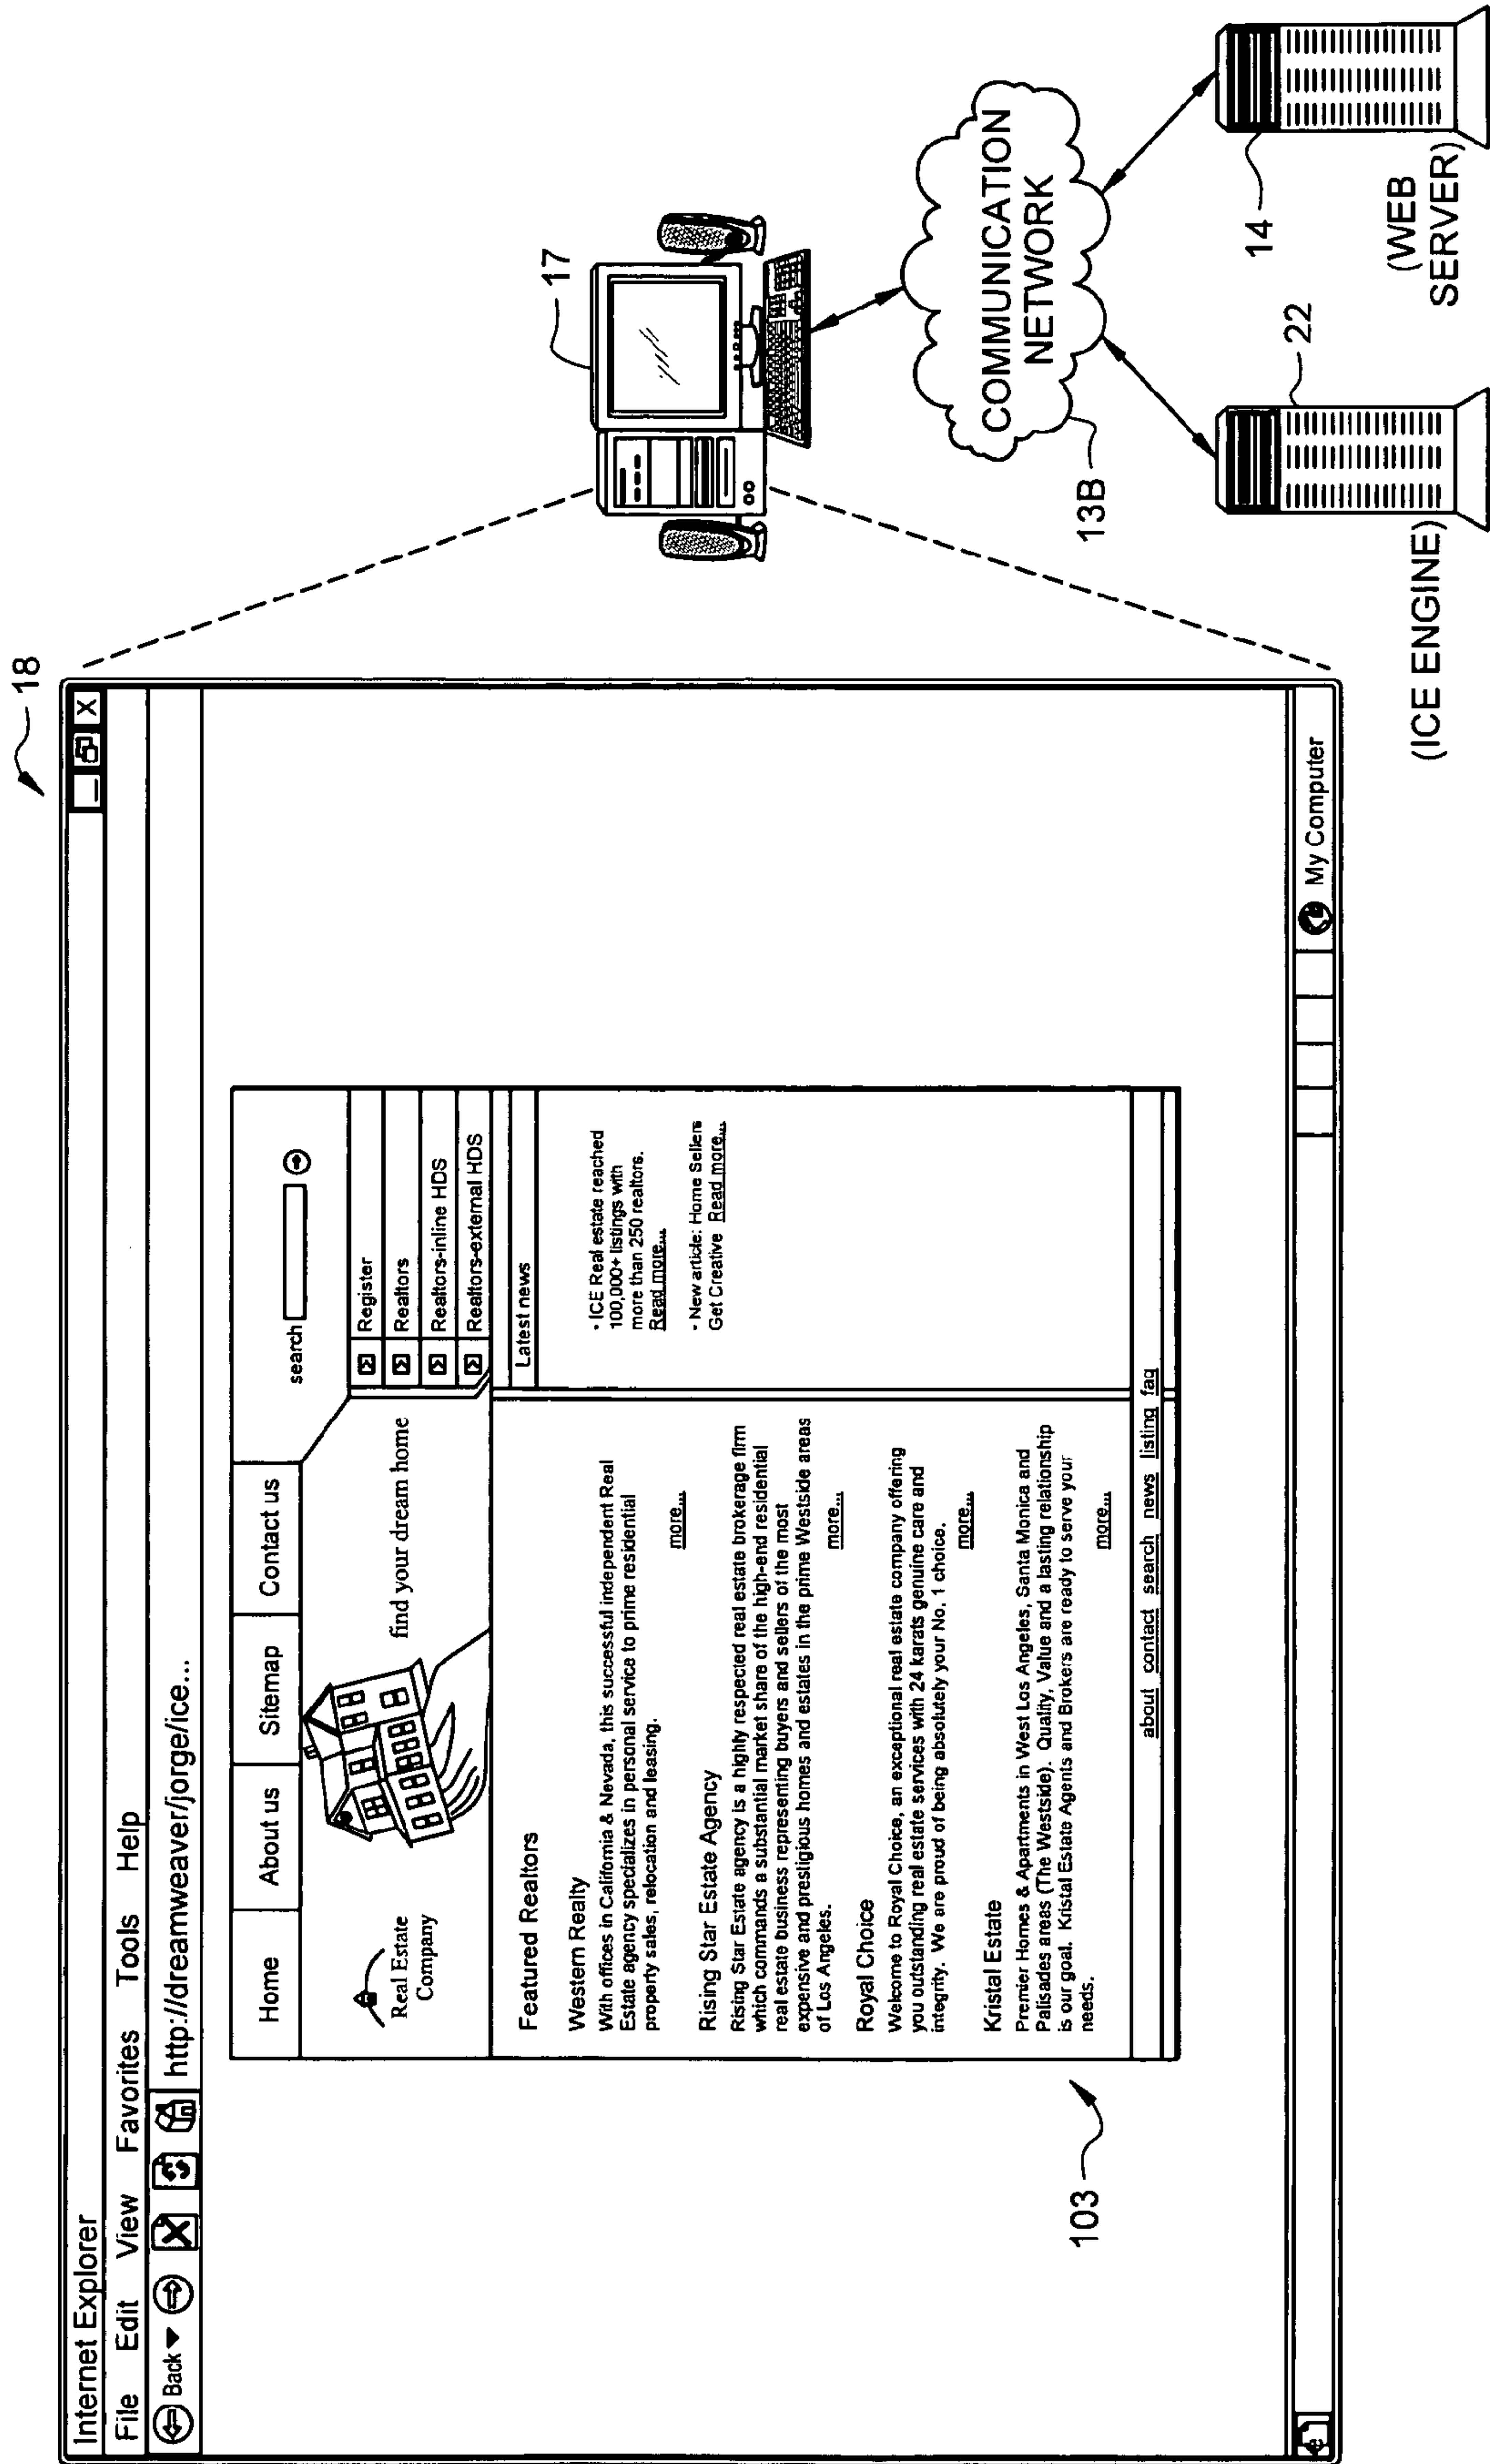 18
Internet Explorer
File Edit View Favorites Tools Help
Back http://dreamweaver/jorge/ice...
Home About us Sitemap Contact us
search
Real Estate
Company
find your dream home
Register
Realtors
Realtors-inline HDS
Realtors-external HDS
Featured Realtors
Western Realty
With offices in California & Nevada, this successful independent Real
Estate agency specializes in personal service to prime residential
property sales, relocation and leasing.
more...
Rising Star Estate Agency
Rising Star Estate agency is a highly respected real estate brokerage firm
which commands a substantial market share of the high-end residential
real estate business representing buyers and sellers of the most
expensive and prestigious homes and estates in the prime Westside areas
of Los Angeles.
more...
Royal Choice
Welcome to Royal Choice, an exceptional real estate company offering
you outstanding real estate services with 24 karats genuine care and
integrity. We are proud of being absolutely your No. 1 choice.
more...
Kristal Estate
Premier Homes & Apartments in West Los Angeles, Santa Monica and
Palisades areas (The Westside). Quality, Value and a lasting relationship
is our goal. Kristal Estate Agents and Brokers are ready to serve your
needs.
more...
Latest news
• ICE Real estate reached
100,000+ listings with
more than 250 realtors.
Read more...
• New article: Home Sellers
Get Creative Read more...
about contact search news listing faq
103
My Computer
17
COMMUNICATION
NETWORK
13B
14
22
(ICE ENGINE)
(WEB
SERVER)